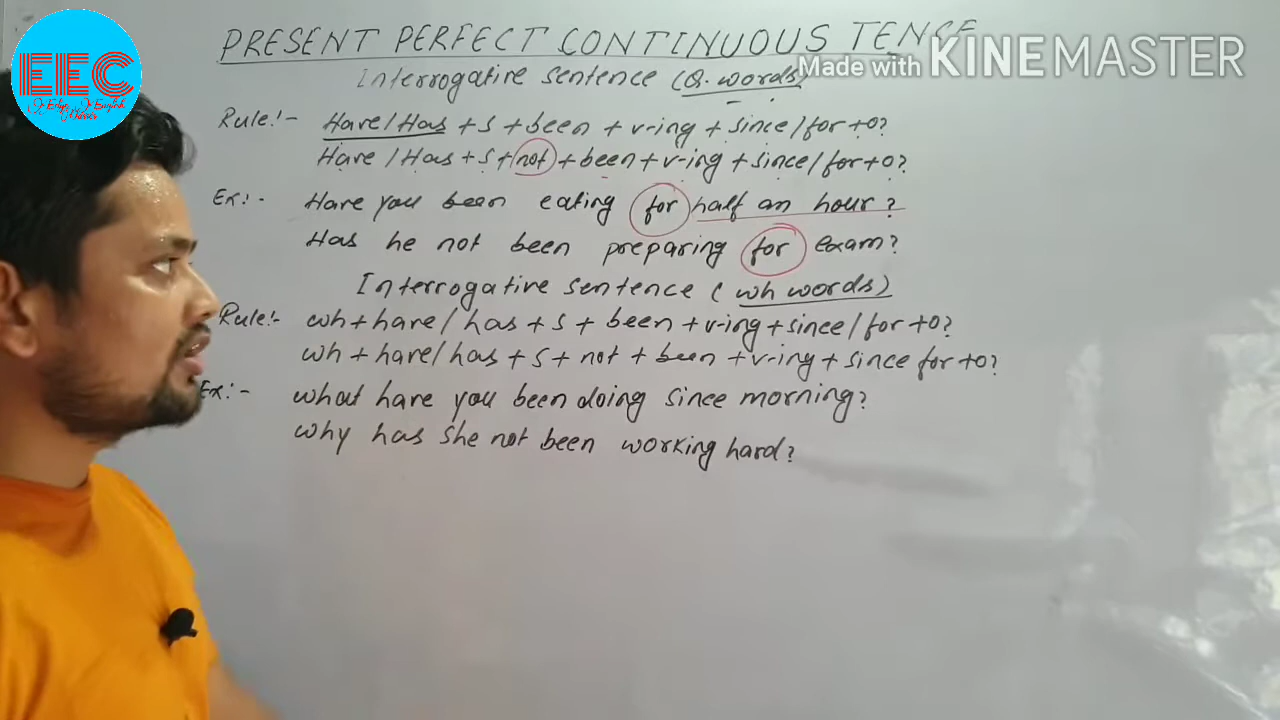 PRESENT PERFECT CONTINUOUS TENCE
Made with KINEMASTER
EEC
Interrogative sentence (Q. words)
Rule:- Have/Has + s + been + v-ing + since/for + o?
Have/Has + s + not + been + v-ing + since/for + o?
Ex:- Have you been eating for half an hour?
Has he not been preparing for exam?
Interrogative sentence (wh words)
Rule:- wh + have/has + s + been + v-ing + since/for + o?
wh + have/has + s + not + been + v-ing + since for + o?
Ex:- what have you been doing since morning?
why has she not been working hard?